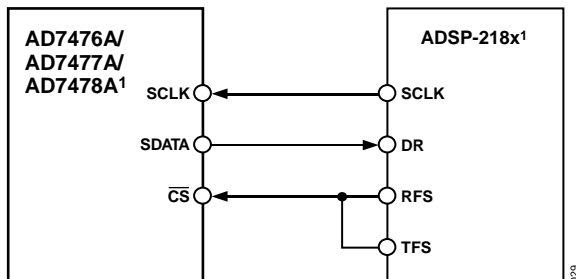 AD7476A/
AD7477A/
AD7478A¹
ADSP-218x¹
SCLK
SCLK
SDATA
DR
CS
RFS
TFS